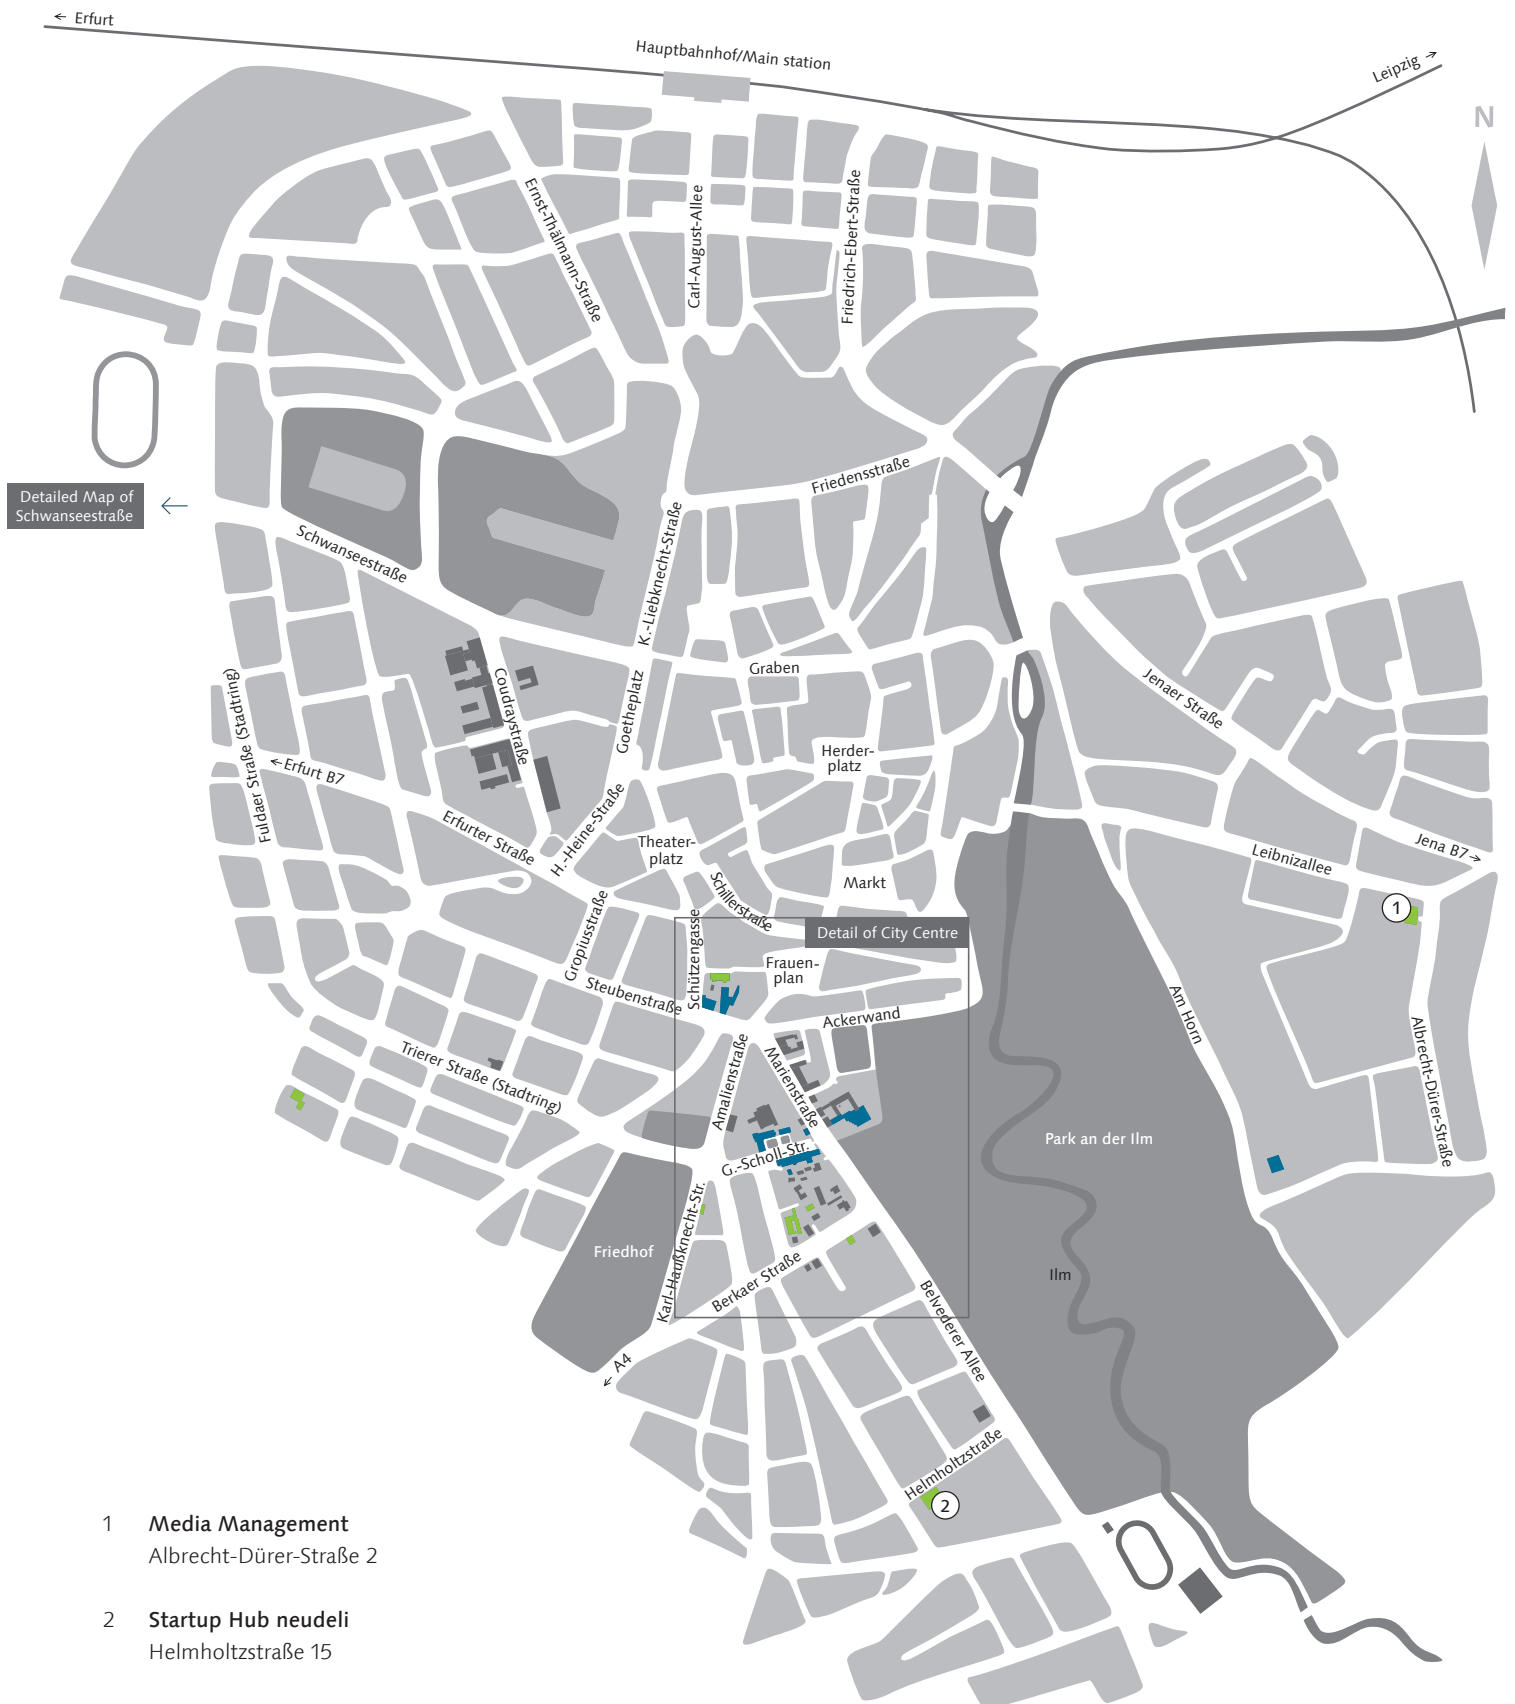 ← Erfurt
Hauptbahnhof/Main station
Leipzig →
N
Ernst-Thälmann-Straße
Carl-August-Allee
Friedrich-Ebert-Straße
Friedensstraße
Detailed Map of
Schwanseestraße
←
Schwanseestraße
K.-Liebknecht-Straße
Graben
Jenaer Straße
Fuldaer Straße (Stadtring)
Coudraystraße
Goetheplatz
Herder-
platz
← Erfurt B7
Erfurter Straße
H.-Heine-Straße
Theater-
platz
Schillerstraße
Markt
Leibnizallee
Jena B7 →
1
Gropiusstraße
Schützengasse
Detail of City Centre
Frauen-
plan
Steubenstraße
Ackerwand
Am Horn
Albrecht-Dürer-Straße
Trierer Straße (Stadtring)
Amalienstraße
Marienstraße
Park an der Ilm
G.-Scholl-Str.
Karl-Haußknecht-Str.
Friedhof
Berkaer Straße
Ilm
Belvederer Allee
← A4
Helmholtzstraße
2
1 Media Management
Albrecht-Dürer-Straße 2
2 Startup Hub neudeli
Helmholtzstraße 15